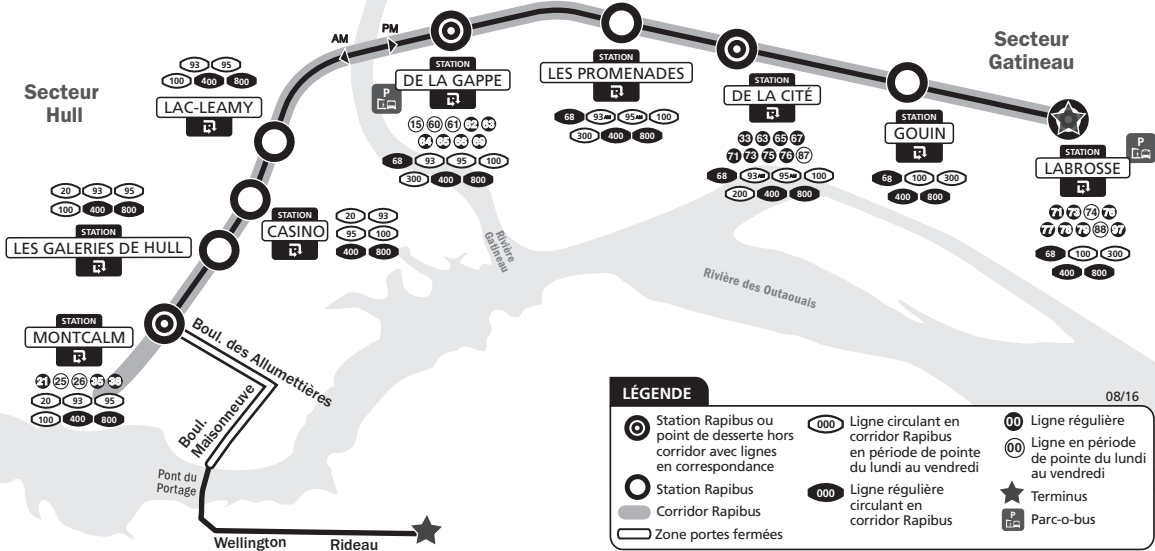 AM
PM
Secteur
Hull
Secteur
Gatineau
93 95
100 400 800
LAC-LEAMY
P
STATION
DE LA GAPPE
15 60 61 62 63
64 65 66 69
68 93 95 100
300 400 800
STATION
LES PROMENADES
68 93AM 95AM 100
300 400 800
STATION
DE LA CITÉ
33 63 65 67
71 73 75 76 87
68 93AM 95AM 100
200 400 800
STATION
GOUIN
68 100 300
400 800
P
STATION
LABROSSE
71 73 74 76
77 78 79 88 97
68 100 300
400 800
20 93 95
100 400 800
STATION
LES GALERIES DE HULL
STATION
CASINO
20 93
95 100
400 800
STATION
MONTCALM
21 25 26 35 38
20 93 95
100 400 800
Boul. des Allumettières
Boul.
Maisonneuve
Pont du
Portage
Wellington
Rideau
Rivière
Gatineau
Rivière des Outaouais
08/16
LÉGENDE
Station Rapibus ou
point de desserte hors
corridor avec lignes
en correspondance
Station Rapibus
Corridor Rapibus
Zone portes fermées
000 Ligne circulant en
corridor Rapibus
en période de pointe
du lundi au vendredi
000 Ligne régulière
circulant en
corridor Rapibus
00 Ligne régulière
00 Ligne en période
de pointe du lundi
au vendredi
Terminus
P Parc-o-bus